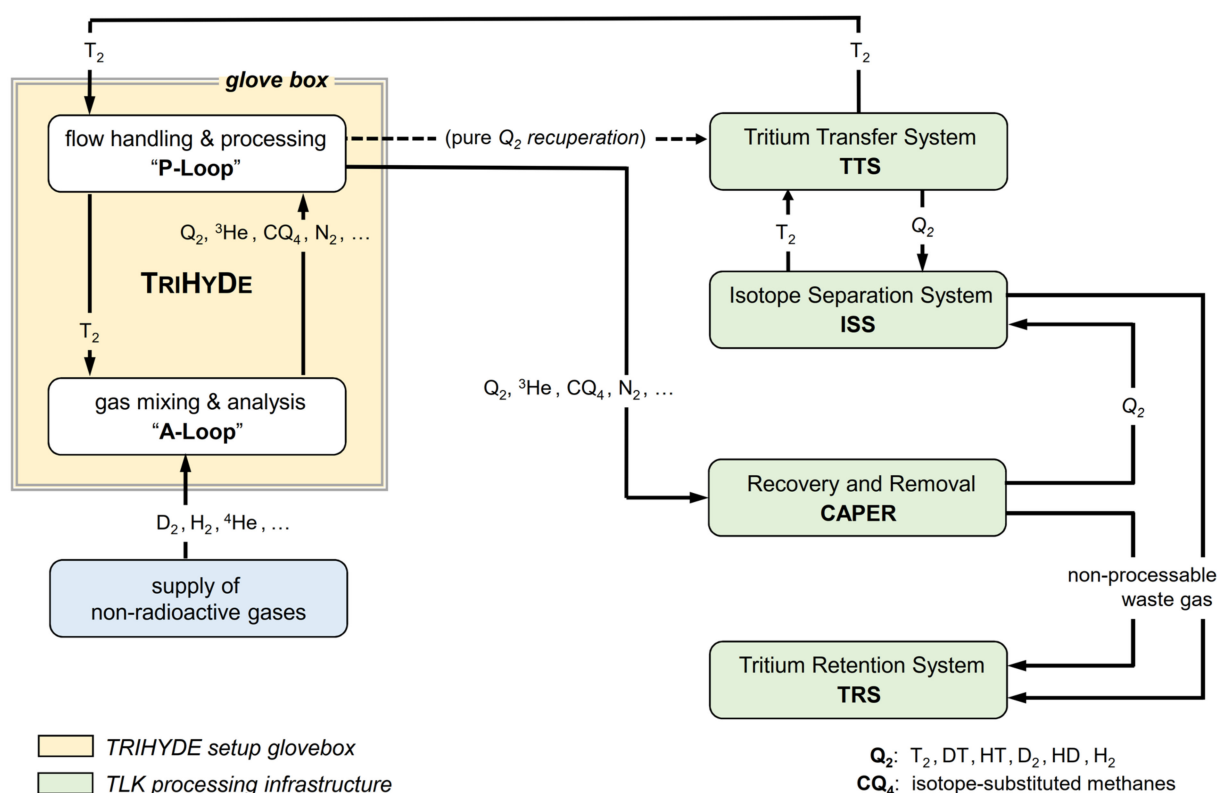 T₂
T₂
glove box
flow handling & processing
“P-Loop”
(pure Q₂ recuperation)
Tritium Transfer System
TTS
Q₂, ³He, CQ₄, N₂, …
TRIHYDE
T₂
T₂
Q₂
Isotope Separation System
ISS
gas mixing & analysis
“A-Loop”
Q₂, ³He, CQ₄, N₂, …
Q₂
Recovery and Removal
CAPER
D₂, H₂, ⁴He, …
supply of
non-radioactive gases
non-processable
waste gas
Tritium Retention System
TRS
TRIHYDE setup glovebox
TLK processing infrastructure
Q₂: T₂, DT, HT, D₂, HD, H₂
CQ₄: isotope-substituted methanes